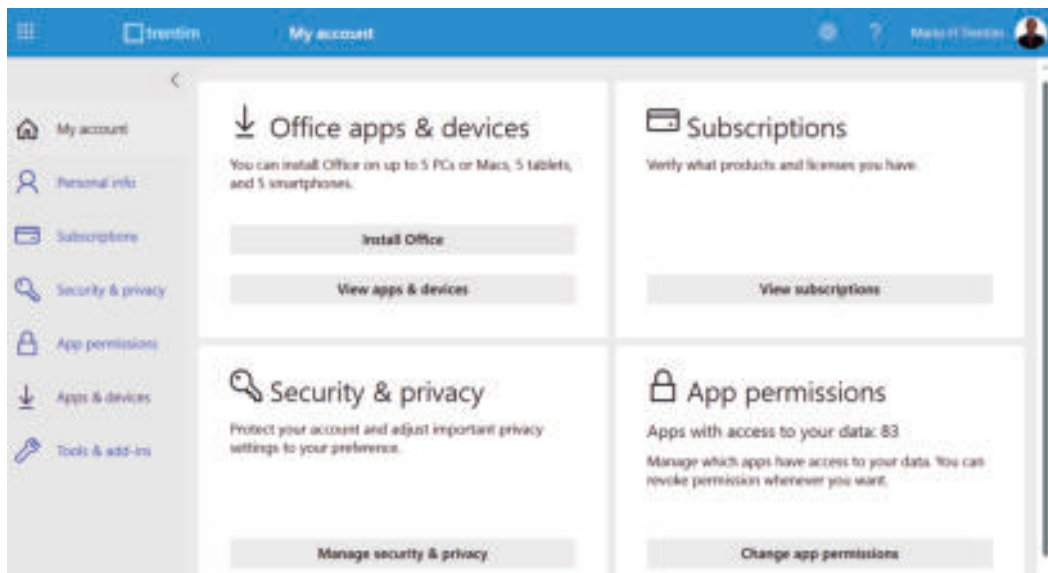 trentim
My account
?
Mario H Trentim
My account
Personal info
Subscriptions
Security & privacy
App permissions
Apps & devices
Tools & add-ins
Office apps & devices
You can install Office on up to 5 PCs or Macs, 5 tablets,
and 5 smartphones.
Install Office
View apps & devices
Subscriptions
Verify what products and licenses you have.
View subscriptions
Security & privacy
Protect your account and adjust important privacy
settings to your preference.
Manage security & privacy
App permissions
Apps with access to your data: 83
Manage which apps have access to your data. You can
revoke permission whenever you want.
Change app permissions